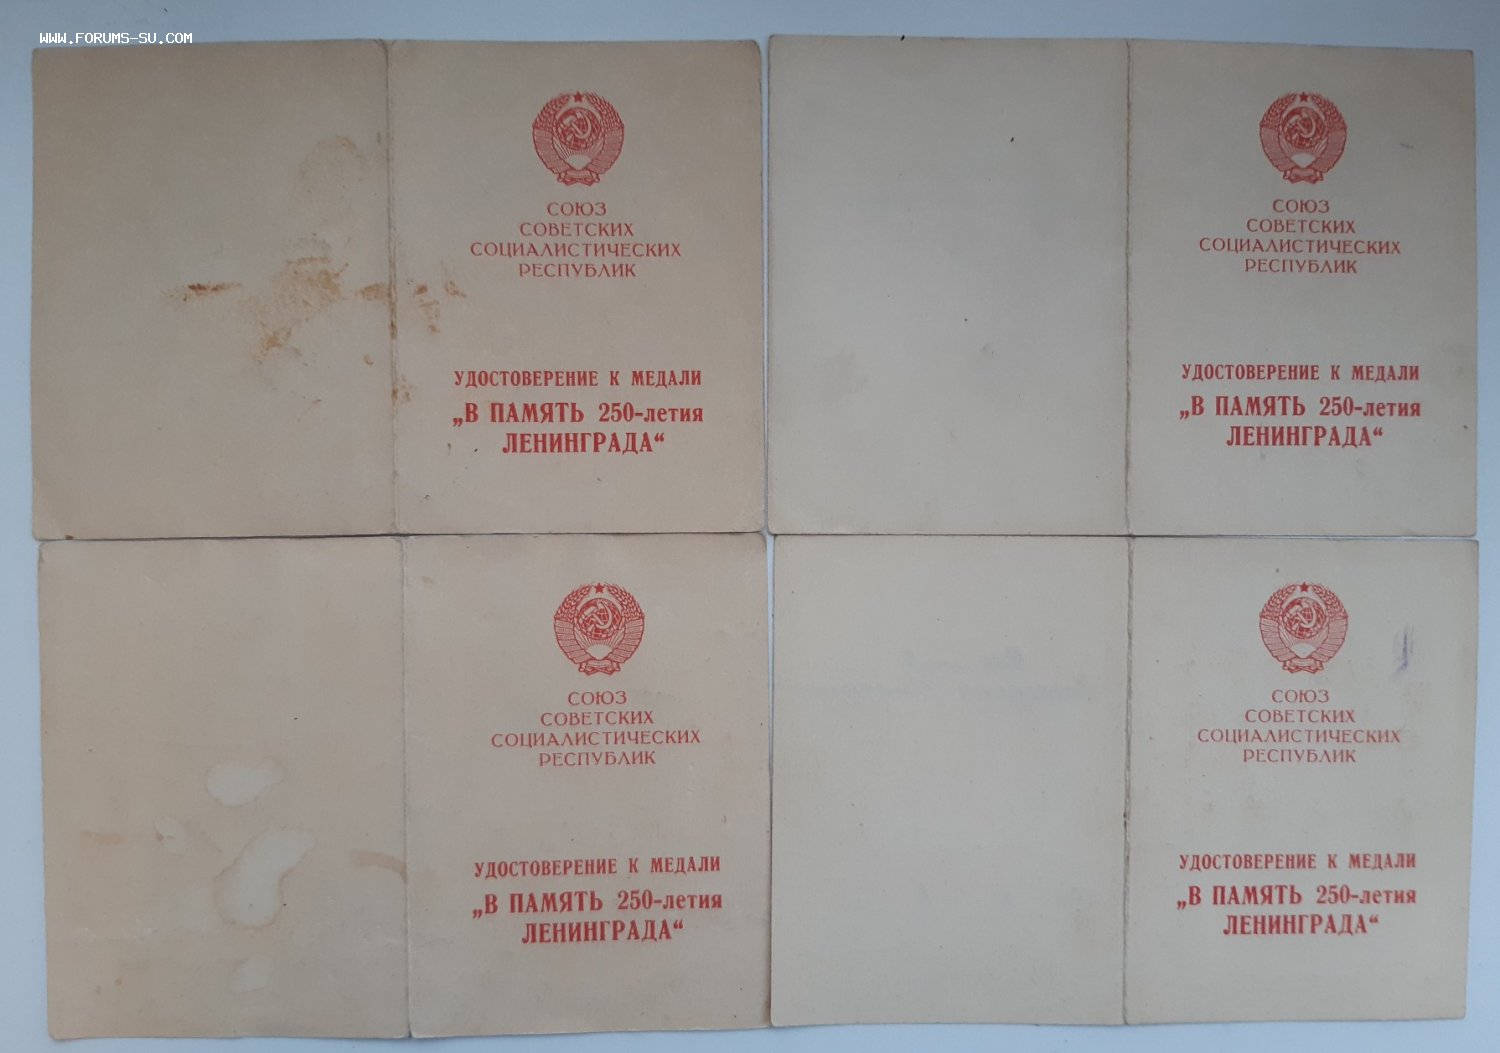 WWW.FORUMS-SU.COM
СОЮЗ
СОВЕТСКИХ
СОЦИАЛИСТИЧЕСКИХ
РЕСПУБЛИК
УДОСТОВЕРЕНИЕ К МЕДАЛИ
„В ПАМЯТЬ 250-летия
ЛЕНИНГРАДА“
СОЮЗ
СОВЕТСКИХ
СОЦИАЛИСТИЧЕСКИХ
РЕСПУБЛИК
УДОСТОВЕРЕНИЕ К МЕДАЛИ
„В ПАМЯТЬ 250-летия
ЛЕНИНГРАДА“
СОЮЗ
СОВЕТСКИХ
СОЦИАЛИСТИЧЕСКИХ
РЕСПУБЛИК
УДОСТОВЕРЕНИЕ К МЕДАЛИ
„В ПАМЯТЬ 250-летия
ЛЕНИНГРАДА“
СОЮЗ
СОВЕТСКИХ
СОЦИАЛИСТИЧЕСКИХ
РЕСПУБЛИК
УДОСТОВЕРЕНИЕ К МЕДАЛИ
„В ПАМЯТЬ 250-летия
ЛЕНИНГРАДА“